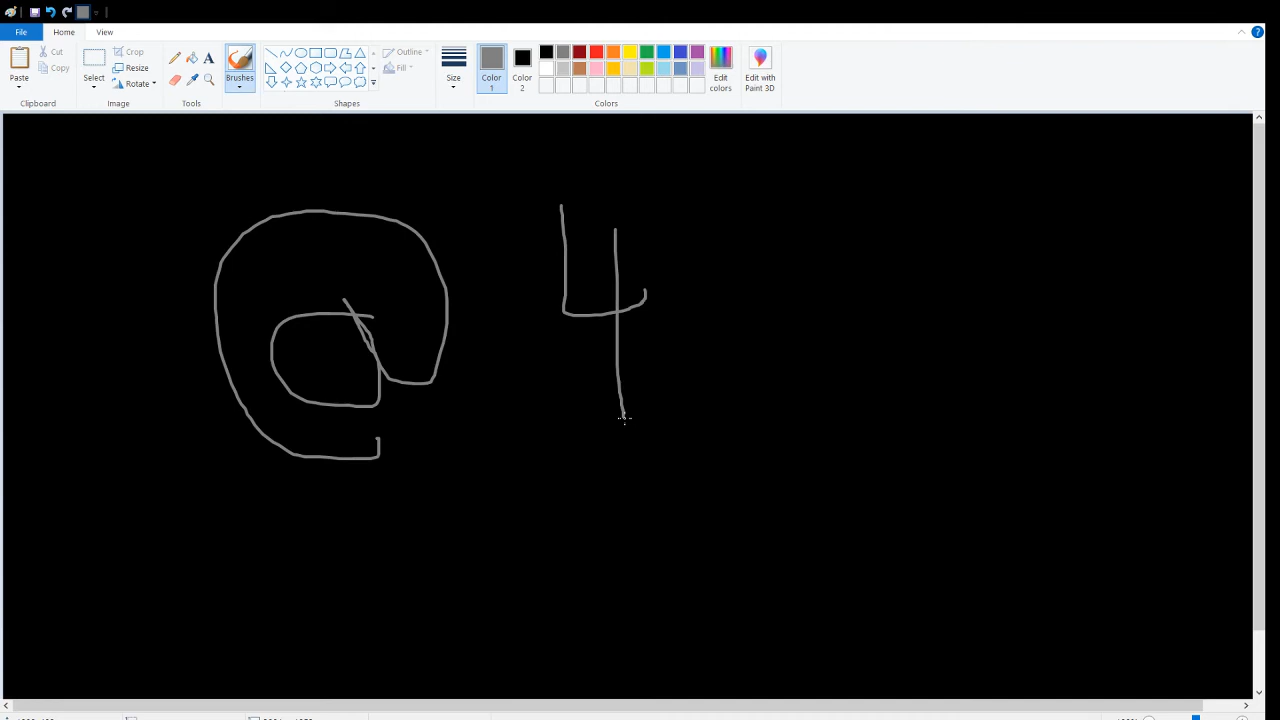 File Home View
Paste Cut Copy Select Crop Resize Rotate A Brushes Outline Fill Size Color 1 Color 2 Edit colors Edit with Paint 3D
Clipboard Image Tools Shapes Colors
@ 4